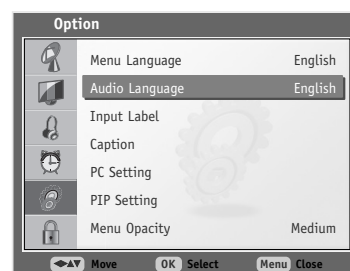 Option
Menu Language English
Audio Language English
Input Label
Caption
PC Setting
PIP Setting
Menu Opacity Medium
Move OK Select Menu Close